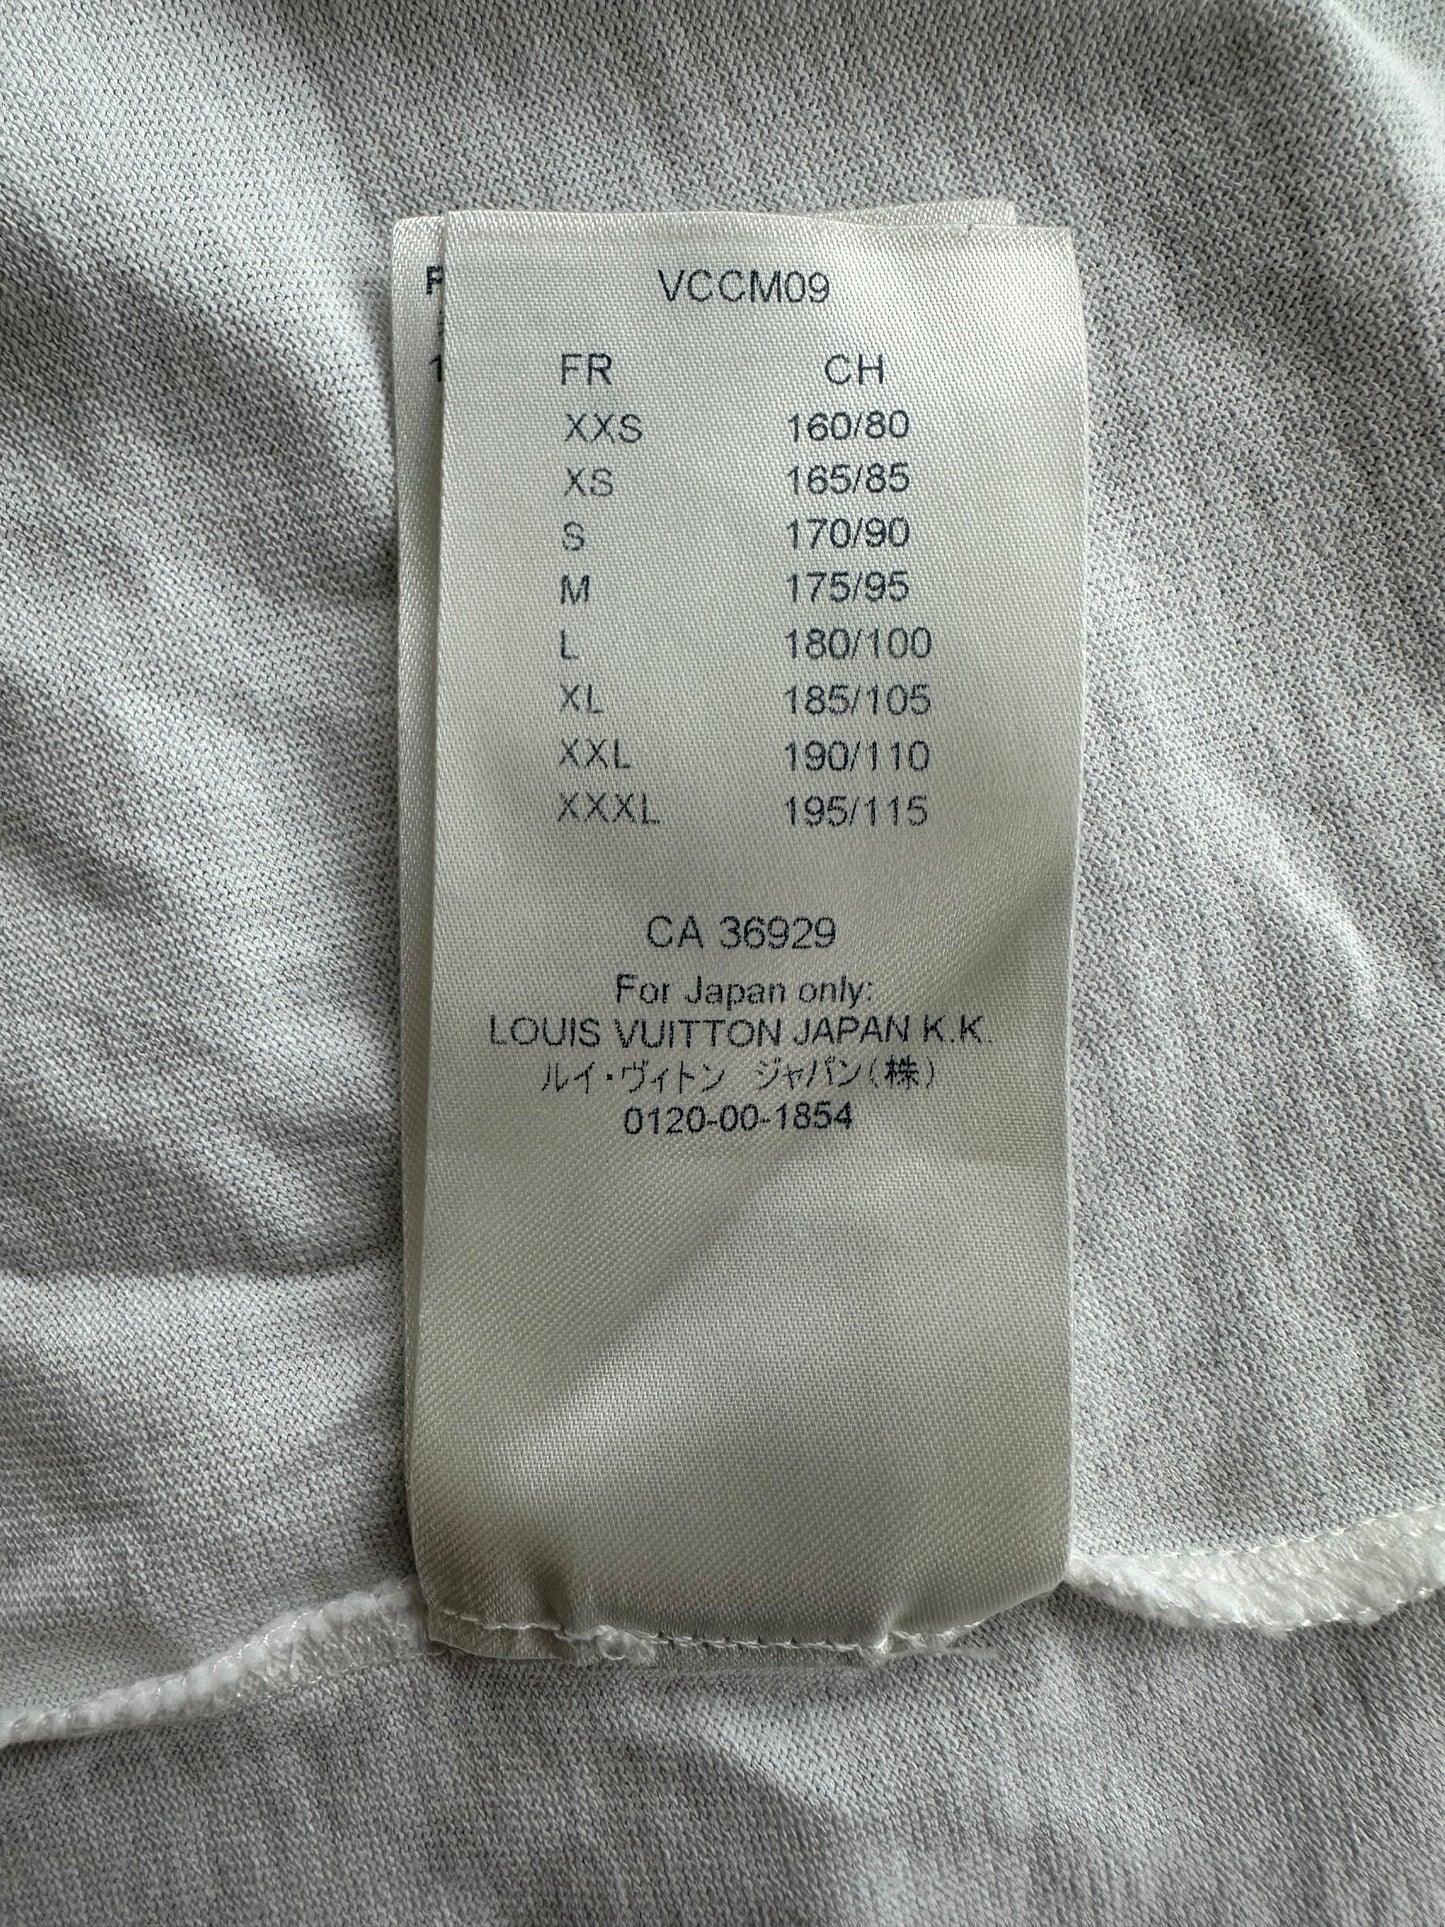 VCCM09
FR CH
XXS 160/80
XS 165/85
S 170/90
M 175/95
L 180/100
XL 185/105
XXL 190/110
XXXL 195/115
CA 36929
For Japan only:
LOUIS VUITTON JAPAN K.K.
ルイ・ヴィトン ジャパン(株)
0120-00-1854